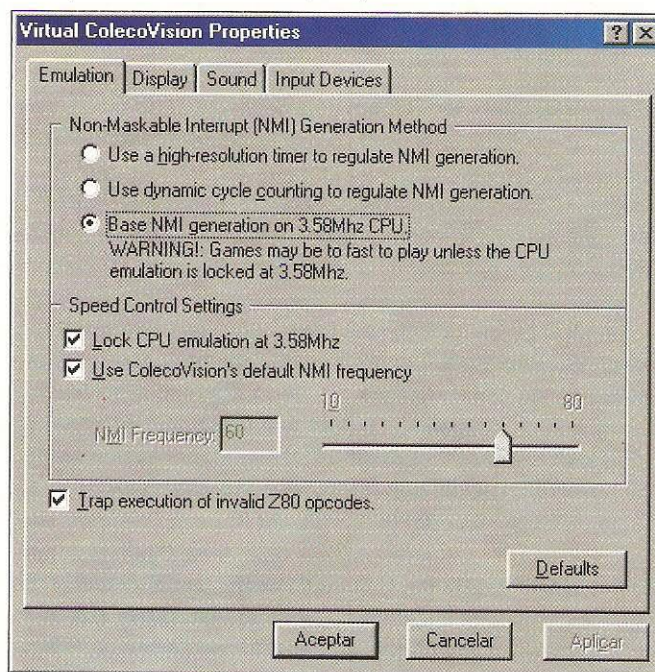 Virtual ColecoVision Properties
Emulation Display Sound Input Devices
Non-Maskable Interrupt (NMI) Generation Method
Use a high-resolution timer to regulate NMI generation.
Use dynamic cycle counting to regulate NMI generation.
Base NMI generation on 3.58Mhz CPU.
WARNING!: Games may be to fast to play unless the CPU
emulation is locked at 3.58Mhz.
Speed Control Settings
Lock CPU emulation at 3.58Mhz
Use ColecoVision's default NMI frequency
10 80
NMI Frequency: 60
Trap execution of invalid Z80 opcodes.
Defaults
Aceptar Cancelar Aplicar